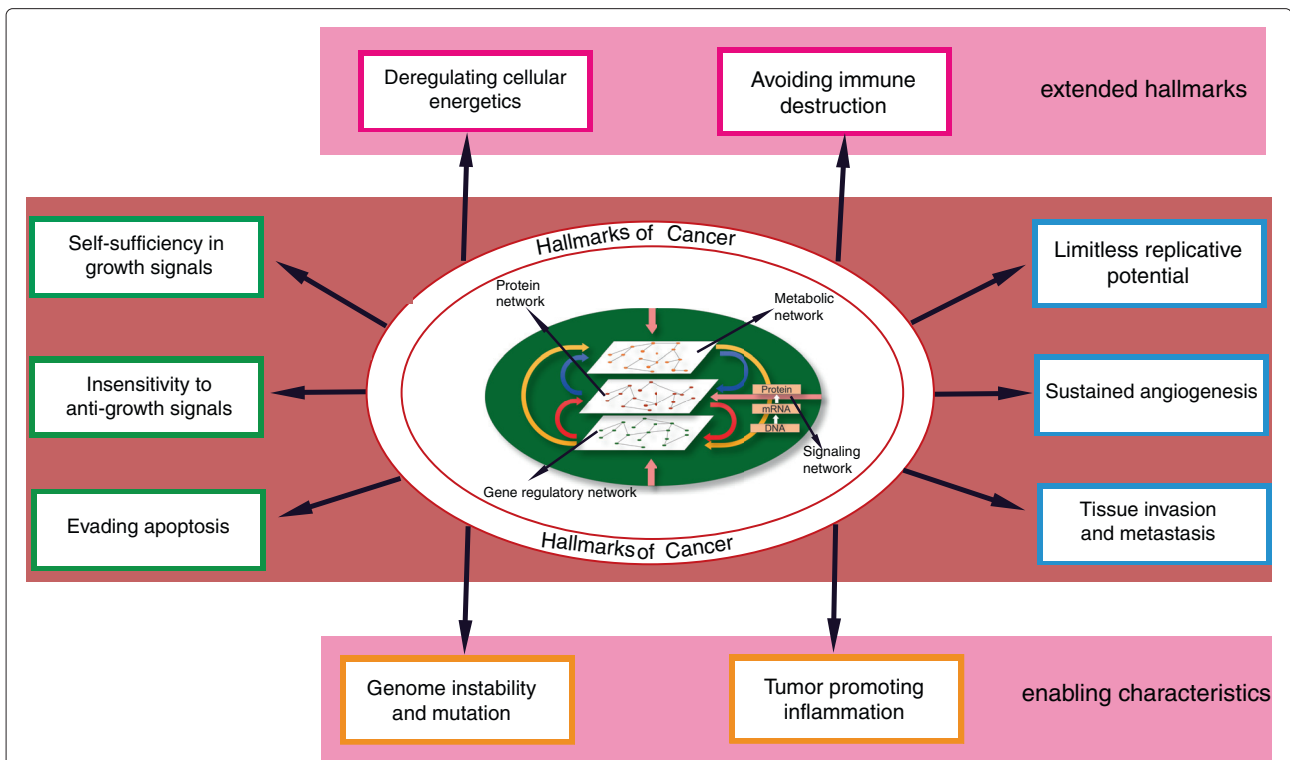 Deregulating cellular
energetics
Avoiding immune
destruction
extended hallmarks
Self-sufficiency in
growth signals
Insensitivity to
anti-growth signals
Evading apoptosis
Hallmarks of Cancer
Protein
network
Metabolic
network
Protein
mRNA
DNA
Signaling
network
Gene regulatory network
Hallmarks of Cancer
Limitless replicative
potential
Sustained angiogenesis
Tissue invasion
and metastasis
Genome instability
and mutation
Tumor promoting
inflammation
enabling characteristics